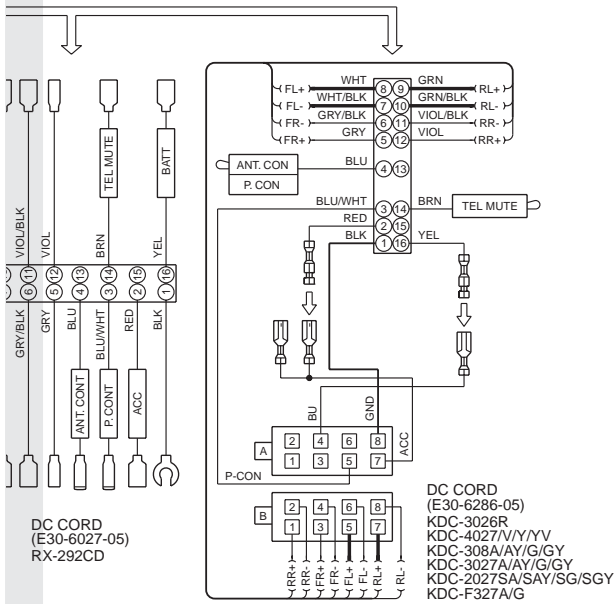 TEL MUTE
BATT
VIOL/BLK
VIOL
BRN
YEL
11 12 13 14 15 16
6 5 4 3 2 1
GRY/BLK
GRY
BLU
BLU/WHT
RED
BLK
ANT. CONT
P. CONT
ACC
DC CORD
(E30-6027-05)
RX-292CD
FL+ WHT 8 9 GRN RL+
FL- WHT/BLK 7 10 GRN/BLK RL-
FR- GRY/BLK 6 11 VIOL/BLK RR-
FR+ GRY 5 12 VIOL RR+
ANT. CON
P. CON
BLU 4 13
BLU/WHT 3 14 BRN TEL MUTE
RED 2 15
BLK 1 16 YEL
BU
GND
ACC
A
2 4 6 8
1 3 5 7
P-CON
B
2 4 6 8
1 3 5 7
RR+ RR- FR+ FR- FL+ FL- RL+ RL-
DC CORD
(E30-6286-05)
KDC-3026R
KDC-4027/V/Y/YV
KDC-308A/AY/G/GY
KDC-3027A/AY/G/GY
KDC-2027SA/SAY/SG/SGY
KDC-F327A/G